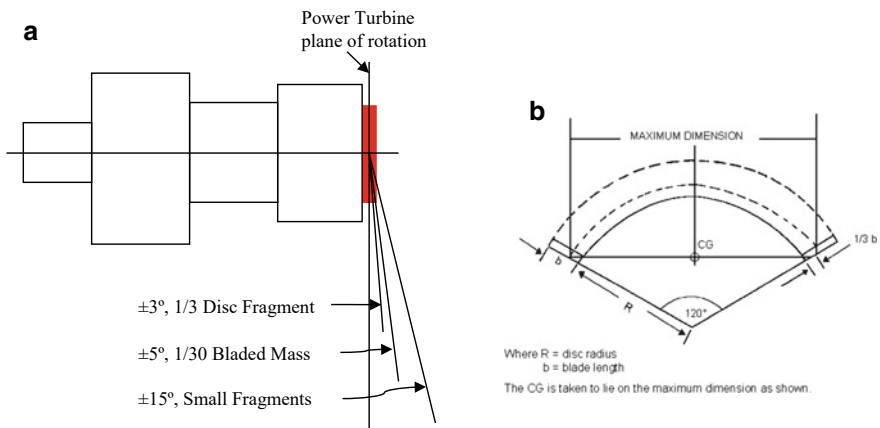 a
Power Turbine
plane of rotation
±3º, 1/3 Disc Fragment
±5º, 1/30 Bladed Mass
±15º, Small Fragments
b
MAXIMUM DIMENSION
CG
1/3 b
b
R
120°
Where R = disc radius
b = blade length
The CG is taken to lie on the maximum dimension as shown.